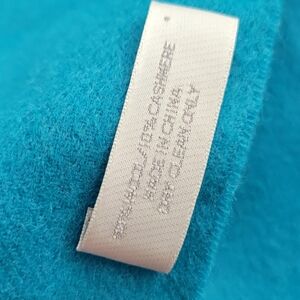 90% WOOL/10% CASHMERE
MADE IN CHINA
DRY CLEAN ONLY